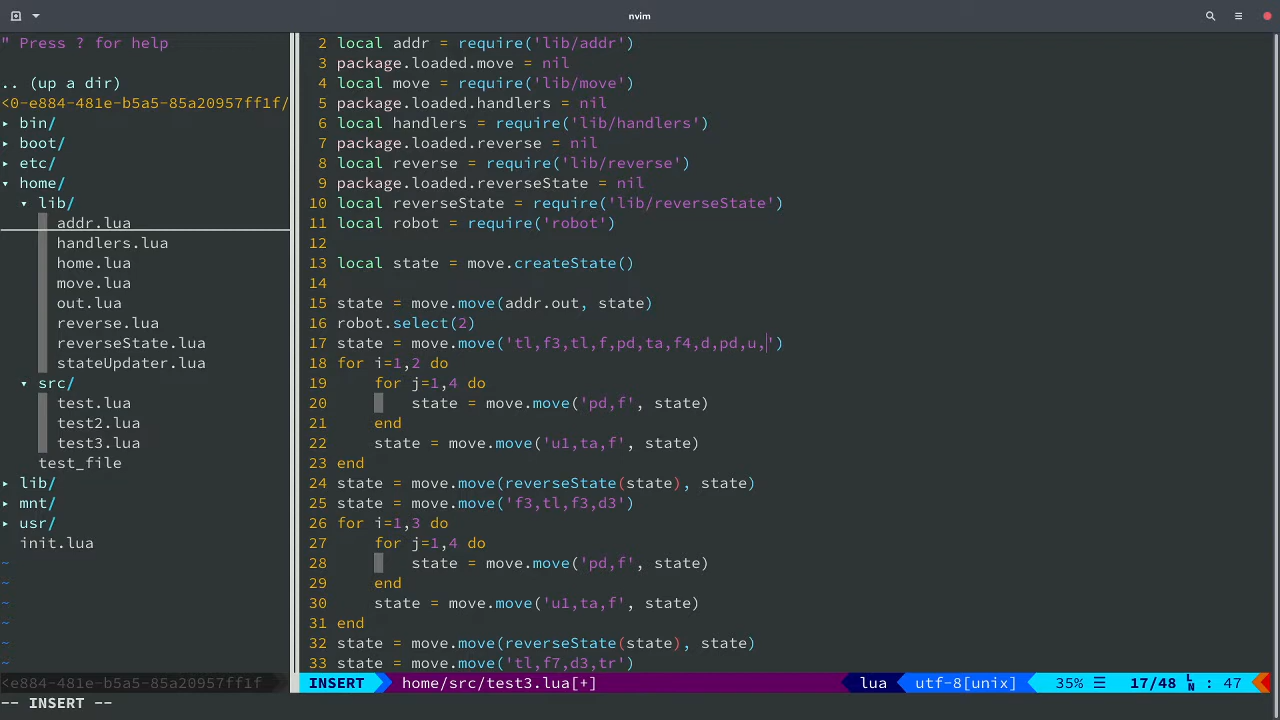 nvim
" Press ? for help
.. (up a dir)
<0-e884-481e-b5a5-85a20957ff1f/
▸ bin/
▸ boot/
▸ etc/
▾ home/
▾ lib/
addr.lua
handlers.lua
home.lua
move.lua
out.lua
reverse.lua
reverseState.lua
stateUpdater.lua
▾ src/
test.lua
test2.lua
test3.lua
test_file
▸ lib/
▸ mnt/
▸ usr/
init.lua
~
~
~
~
~
~
2 local addr = require('lib/addr')
3 package.loaded.move = nil
4 local move = require('lib/move')
5 package.loaded.handlers = nil
6 local handlers = require('lib/handlers')
7 package.loaded.reverse = nil
8 local reverse = require('lib/reverse')
9 package.loaded.reverseState = nil
10 local reverseState = require('lib/reverseState')
11 local robot = require('robot')
12
13 local state = move.createState()
14
15 state = move.move(addr.out, state)
16 robot.select(2)
17 state = move.move('tl,f3,tl,f,pd,ta,f4,d,pd,u,')
18 for i=1,2 do
19 for j=1,4 do
20 state = move.move('pd,f', state)
21 end
22 state = move.move('u1,ta,f', state)
23 end
24 state = move.move(reverseState(state), state)
25 state = move.move('f3,tl,f3,d3')
26 for i=1,3 do
27 for j=1,4 do
28 state = move.move('pd,f', state)
29 end
30 state = move.move('u1,ta,f', state)
31 end
32 state = move.move(reverseState(state), state)
33 state = move.move('tl,f7,d3,tr')
<e884-481e-b5a5-85a20957ff1f
INSERT home/src/test3.lua[+] lua utf-8[unix] 35% ☰ 17/48 LN : 47
-- INSERT --